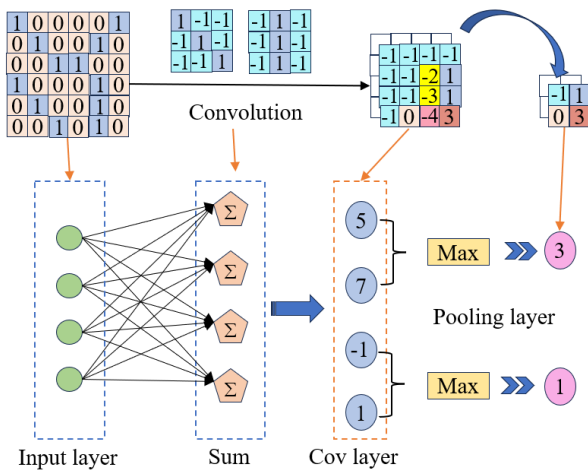 1 0 0 0 0 1
0 1 0 0 1 0
0 0 1 1 0 0
1 0 0 0 1 0
0 1 0 0 1 0
0 0 1 0 1 0
1 -1 -1
-1 1 -1
-1 -1 1
-1 1 -1
-1 1 -1
-1 1 -1
Convolution
-1 -1 -1 -1
-1 -1 -2 1
-1 -1 -3 1
-1 0 -4 3
-1 1
0 3
Σ
Σ
Σ
Σ
5
7
-1
1
Max
3
Pooling layer
Max
1
Input layer
Sum
Cov layer